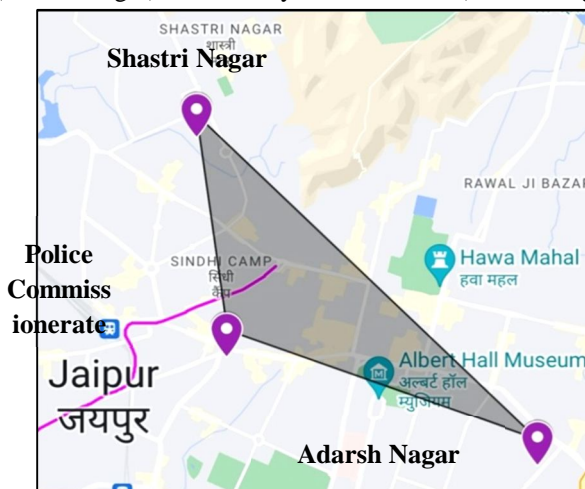 SHASTRI NAGAR
शास्त्री
Shastri Nagar
RAWAL JI BAZAR
Police
Commiss
ionerate
SINDHI CAMP
सिंधी
कैंप
Hawa Mahal
हवा महल
Albert Hall Museum
अल्बर्ट हॉल
म्यूजियम
Jaipur
जयपुर
Adarsh Nagar